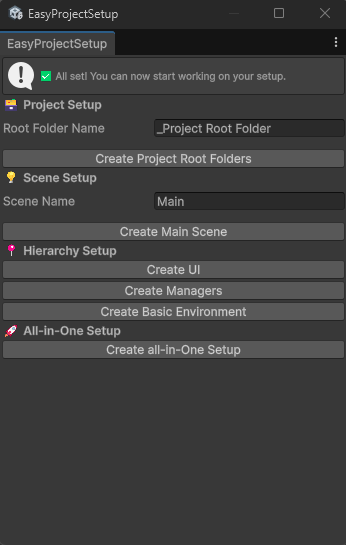 EasyProjectSetup
EasyProjectSetup
All set! You can now start working on your setup.
Project Setup
Root Folder Name _Project Root Folder
Create Project Root Folders
Scene Setup
Scene Name Main
Create Main Scene
Hierarchy Setup
Create UI
Create Managers
Create Basic Environment
All-in-One Setup
Create all-in-One Setup